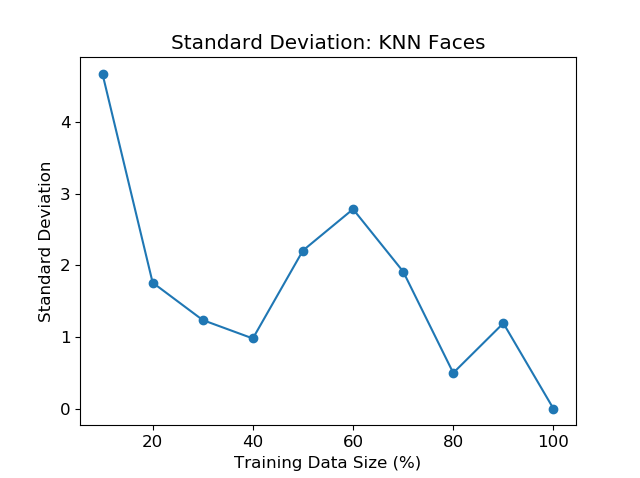 Standard Deviation: KNN Faces
Standard Deviation
4
3
2
1
0
20 40 60 80 100
Training Data Size (%)